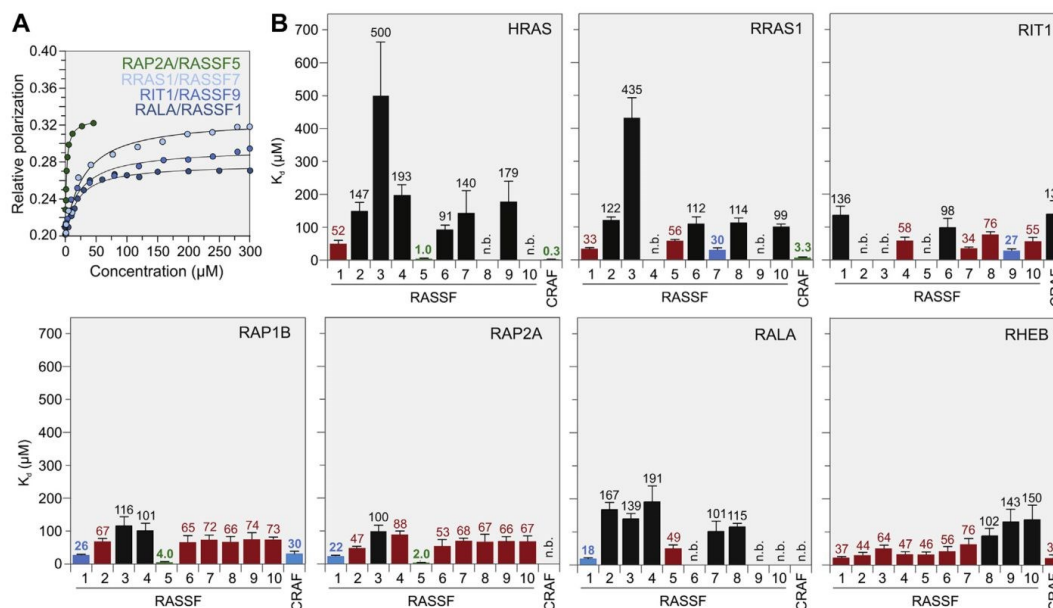 A
0.40
0.36
0.32
0.28
0.24
0.20
Relative polarization
RAP2A/RASSF5
RRAS1/RASSF7
RIT1/RASSF9
RALA/RASSF1
0 50 100 150 200 250 300
Concentration (µM)
B
HRAS
700
600
500
400
300
200
100
0
K_d (µM)
52 147 500 193 1.0 91 140 n.b. 179 n.b. 0.3
1 2 3 4 5 6 7 8 9 10 CRAF
RASSF
RRAS1
33 122 435 n.b. 56 112 30 114 99 3.3
1 2 3 4 5 6 7 8 9 10 CRAF
RASSF
RIT1
136 n.b. n.b. 58 n.b. 98 34 76 27 55
1 2 3 4 5 6 7 8 9 10 CRAF
RASSF
RAP1B
700
600
500
400
300
200
100
0
K_d (µM)
26 67 116 101 4.0 65 72 66 74 73 30
1 2 3 4 5 6 7 8 9 10 CRAF
RASSF
RAP2A
22 47 100 88 2.0 53 68 67 66 67 n.b.
1 2 3 4 5 6 7 8 9 10 CRAF
RASSF
RALA
18 167 139 191 49 n.b. 101 115 n.b. n.b. n.b.
1 2 3 4 5 6 7 8 9 10 CRAF
RASSF
RHEB
37 44 64 47 46 56 76 102 143 150
1 2 3 4 5 6 7 8 9 10 CRAF
RASSF